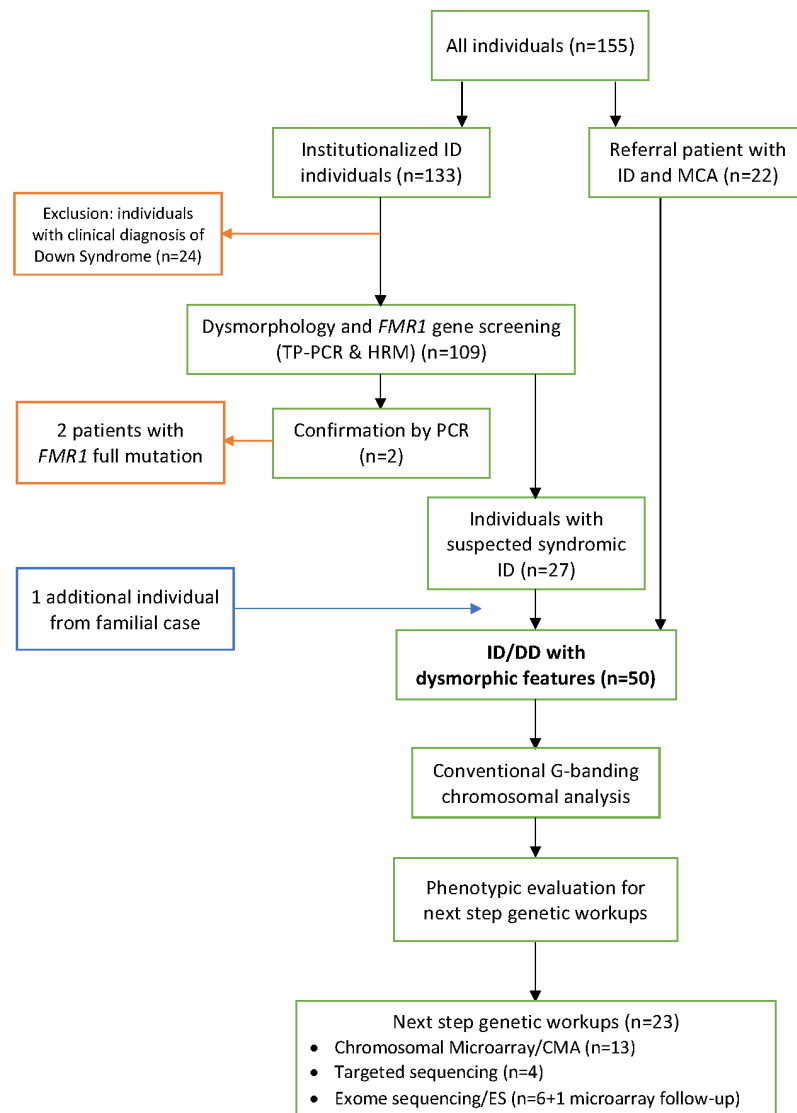 All individuals (n=155)
Institutionalized ID
individuals (n=133)
Referral patient with
ID and MCA (n=22)
Exclusion: individuals
with clinical diagnosis of
Down Syndrome (n=24)
Dysmorphology and FMR1 gene screening
(TP-PCR & HRM) (n=109)
2 patients with
FMR1 full mutation
Confirmation by PCR
(n=2)
Individuals with
suspected syndromic
ID (n=27)
1 additional individual
from familial case
ID/DD with
dysmorphic features (n=50)
Conventional G-banding
chromosomal analysis
Phenotypic evaluation for
next step genetic workups
Next step genetic workups (n=23)
• Chromosomal Microarray/CMA (n=13)
• Targeted sequencing (n=4)
• Exome sequencing/ES (n=6+1 microarray follow-up)